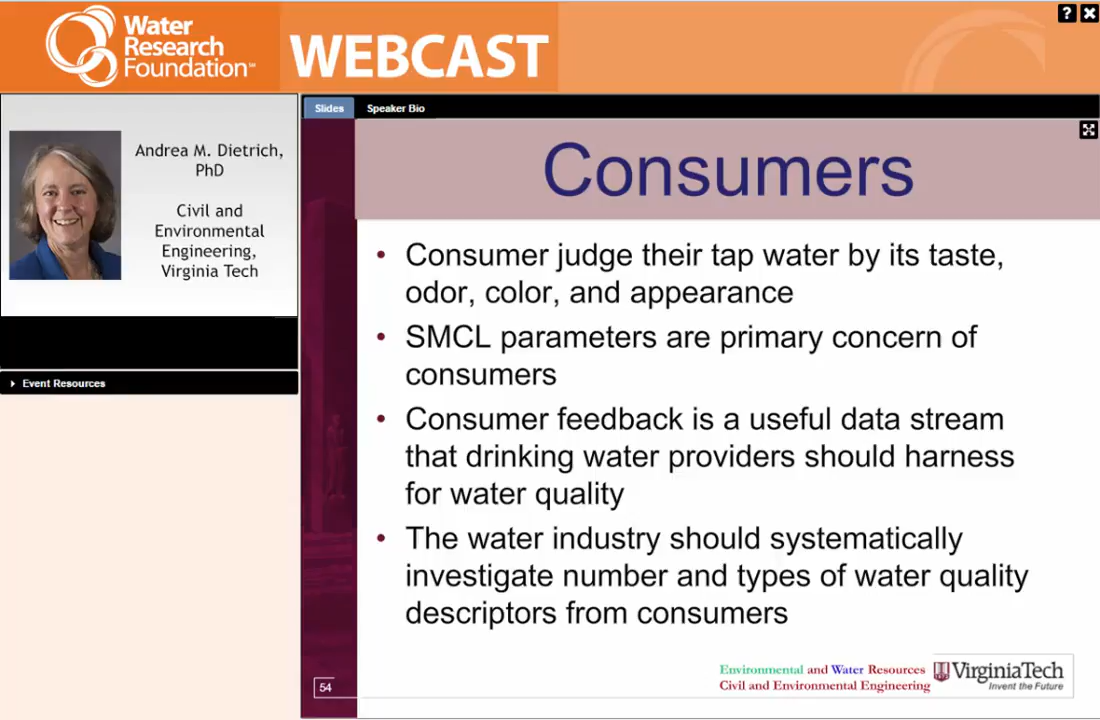 Water
Research
Foundation℠
WEBCAST
? ×
Andrea M. Dietrich,
PhD
Civil and
Environmental
Engineering,
Virginia Tech
Event Resources
Slides Speaker Bio
Consumers
• Consumer judge their tap water by its taste,
odor, color, and appearance
• SMCL parameters are primary concern of
consumers
• Consumer feedback is a useful data stream
that drinking water providers should harness
for water quality
• The water industry should systematically
investigate number and types of water quality
descriptors from consumers
54
Environmental and Water Resources
Civil and Environmental Engineering
VirginiaTech
Invent the Future